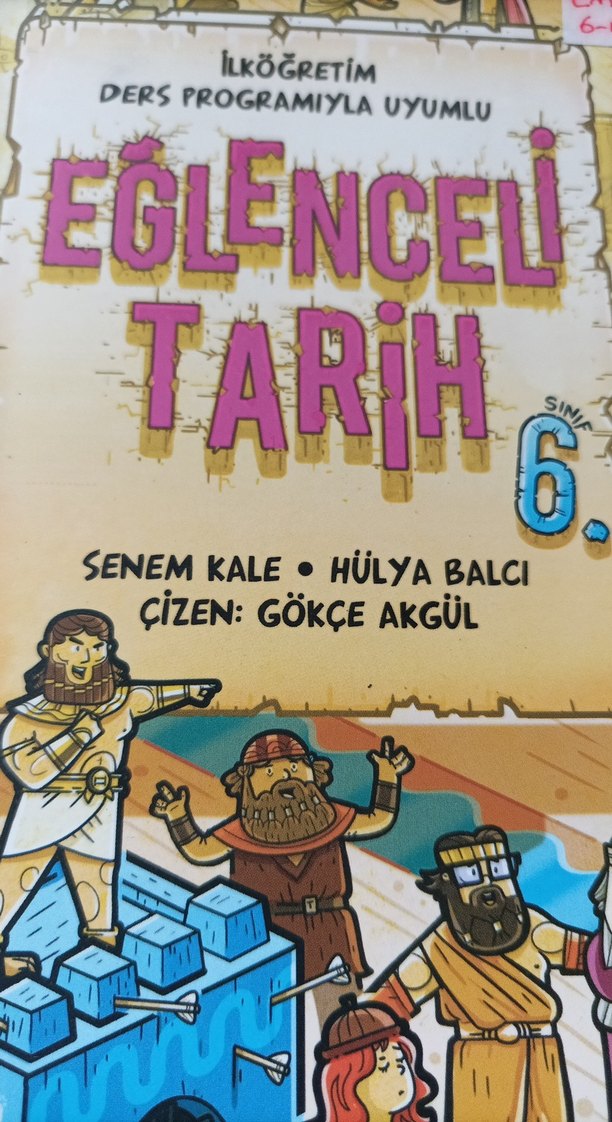 İLKÖĞRETİM
DERS PROGRAMIYLA UYUMLU
EĞLENCELİ
TARİH
SINIF
6.
SENEM KALE • HÜLYA BALCI
ÇİZEN: GÖKÇE AKGÜL